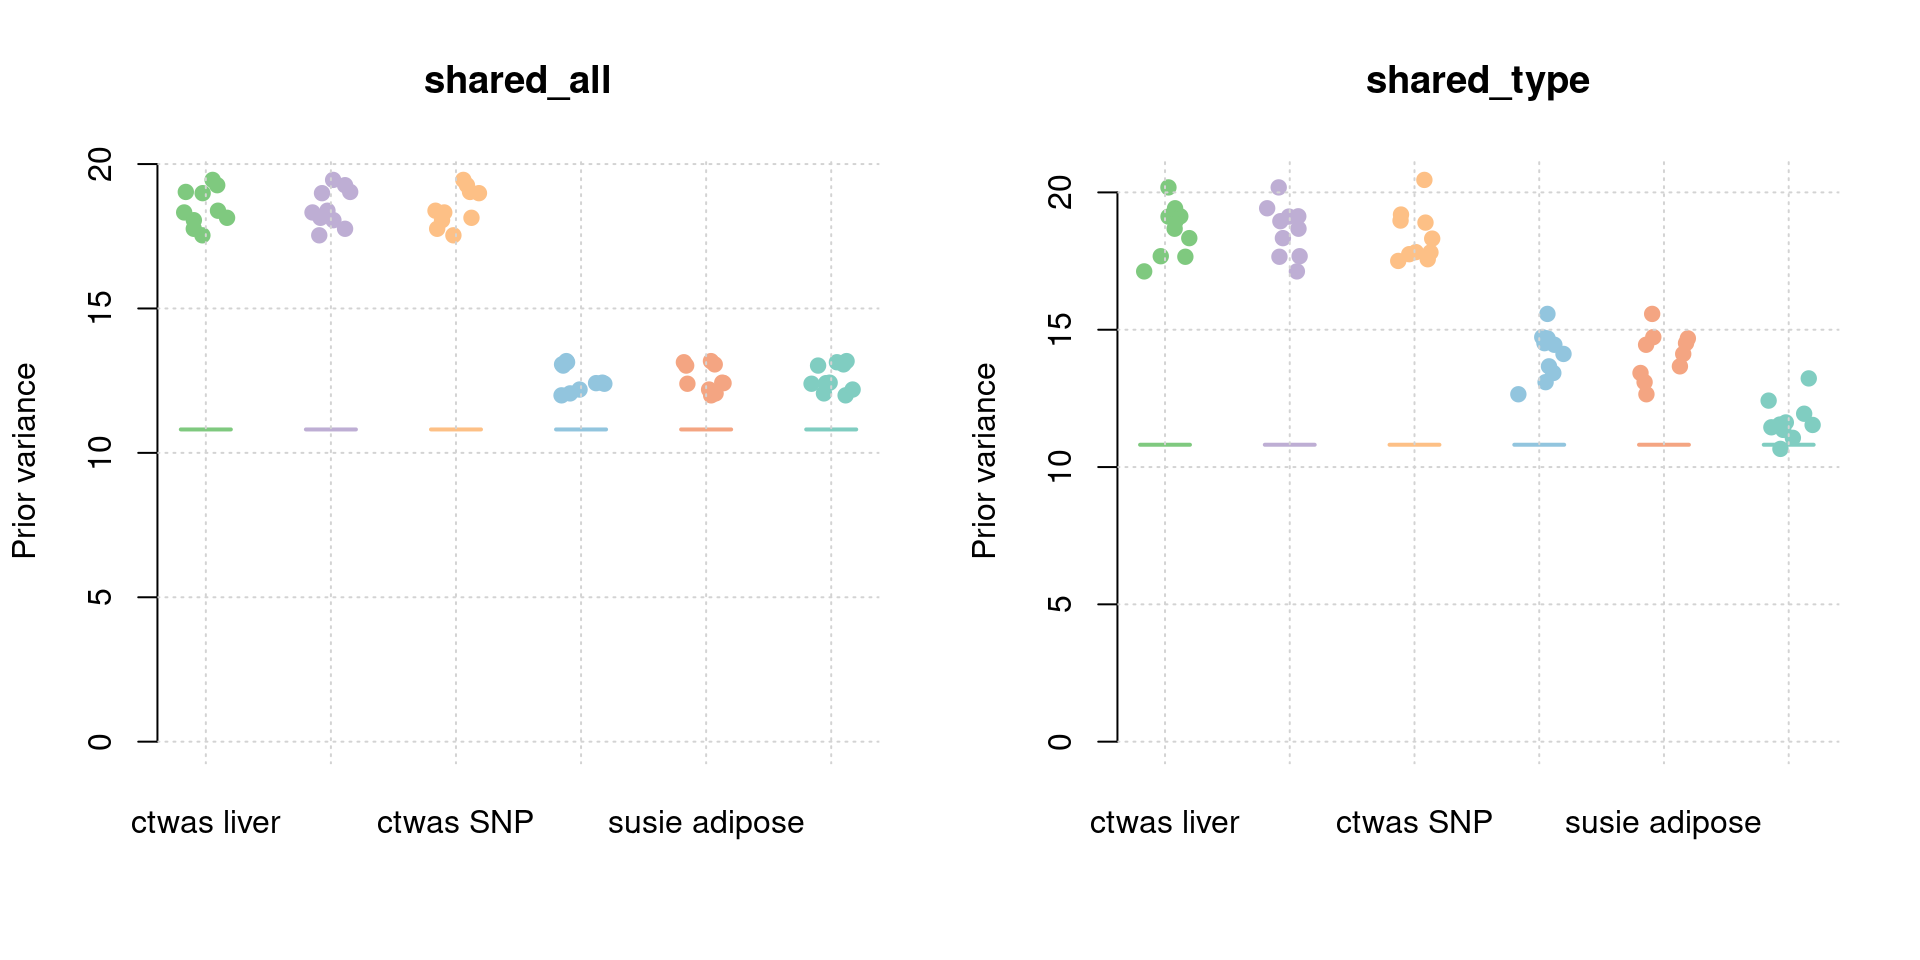 shared_all
Prior variance
0
5
10
15
20
ctwas liver
ctwas SNP
susie adipose
shared_type
Prior variance
0
5
10
15
20
ctwas liver
ctwas SNP
susie adipose